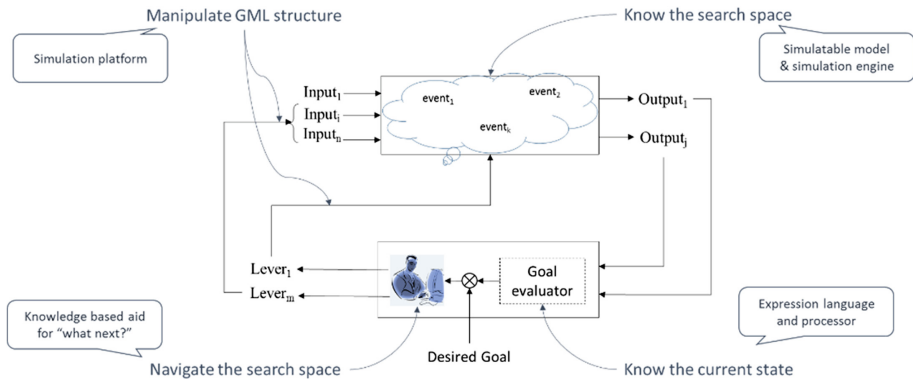 Manipulate GML structure
Know the search space
Simulation platform
Simulatable model
& simulation engine
Input₁
Inputᵢ
Inputₙ
event₁
event₂
eventₖ
Output₁
Outputⱼ
Lever₁
Leverₘ
Goal
evaluator
Desired Goal
Knowledge based aid
for “what next?”
Expression language
and processor
Navigate the search space
Know the current state